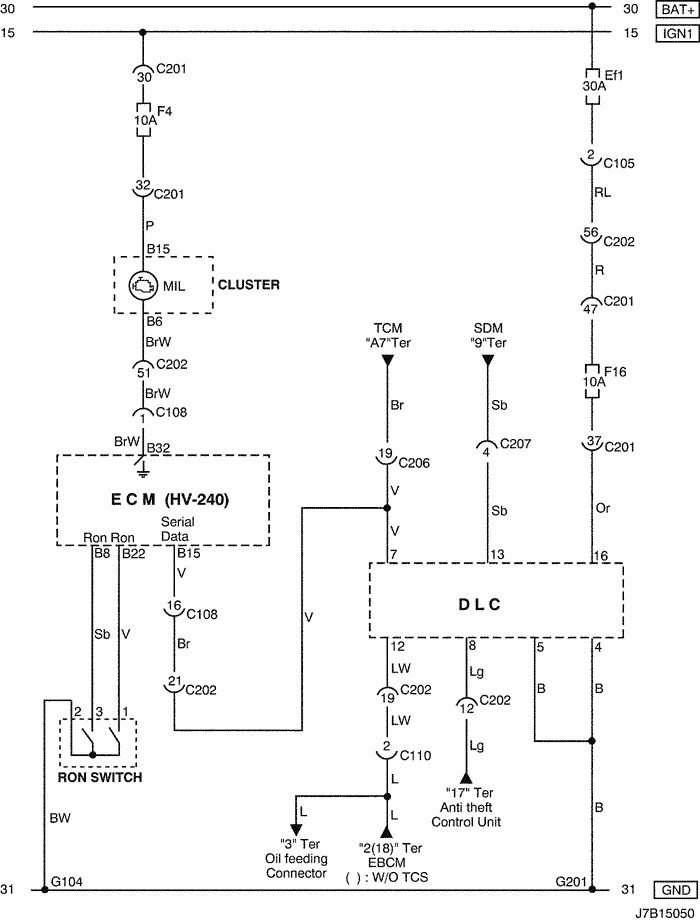 30 30 BAT+
15 15 IGN1
30 C201
Ef1
30A
F4
10A
2 C105
32 C201
RL
P
56 C202
B15
R
MIL CLUSTER
47 C201
B6
BrW
TCM SDM
"A7"Ter "9"Ter
C202
51
F16
10A
BrW
Br Sb
C108
1
37 C201
BrW B32
19 C206
4 C207
E C M (HV-240)
V
Or
Sb
Serial
Data
Ron Ron
V
B8 B22 B15
7 13 16
V
16 C108
D L C
Sb V Br V
12 8 5 4
LW Lg
21 C202
19 C202
12 C202
B B
2 3 1
LW
Lg
2 C110
RON SWITCH
L
"17" Ter
Anti theft
Control Unit
BW
L L
B
"3" Ter
Oil feeding
Connector
"2(18)" Ter
EBCM
( ) : W/O TCS
31 G104 G201 31 GND
J7B15050